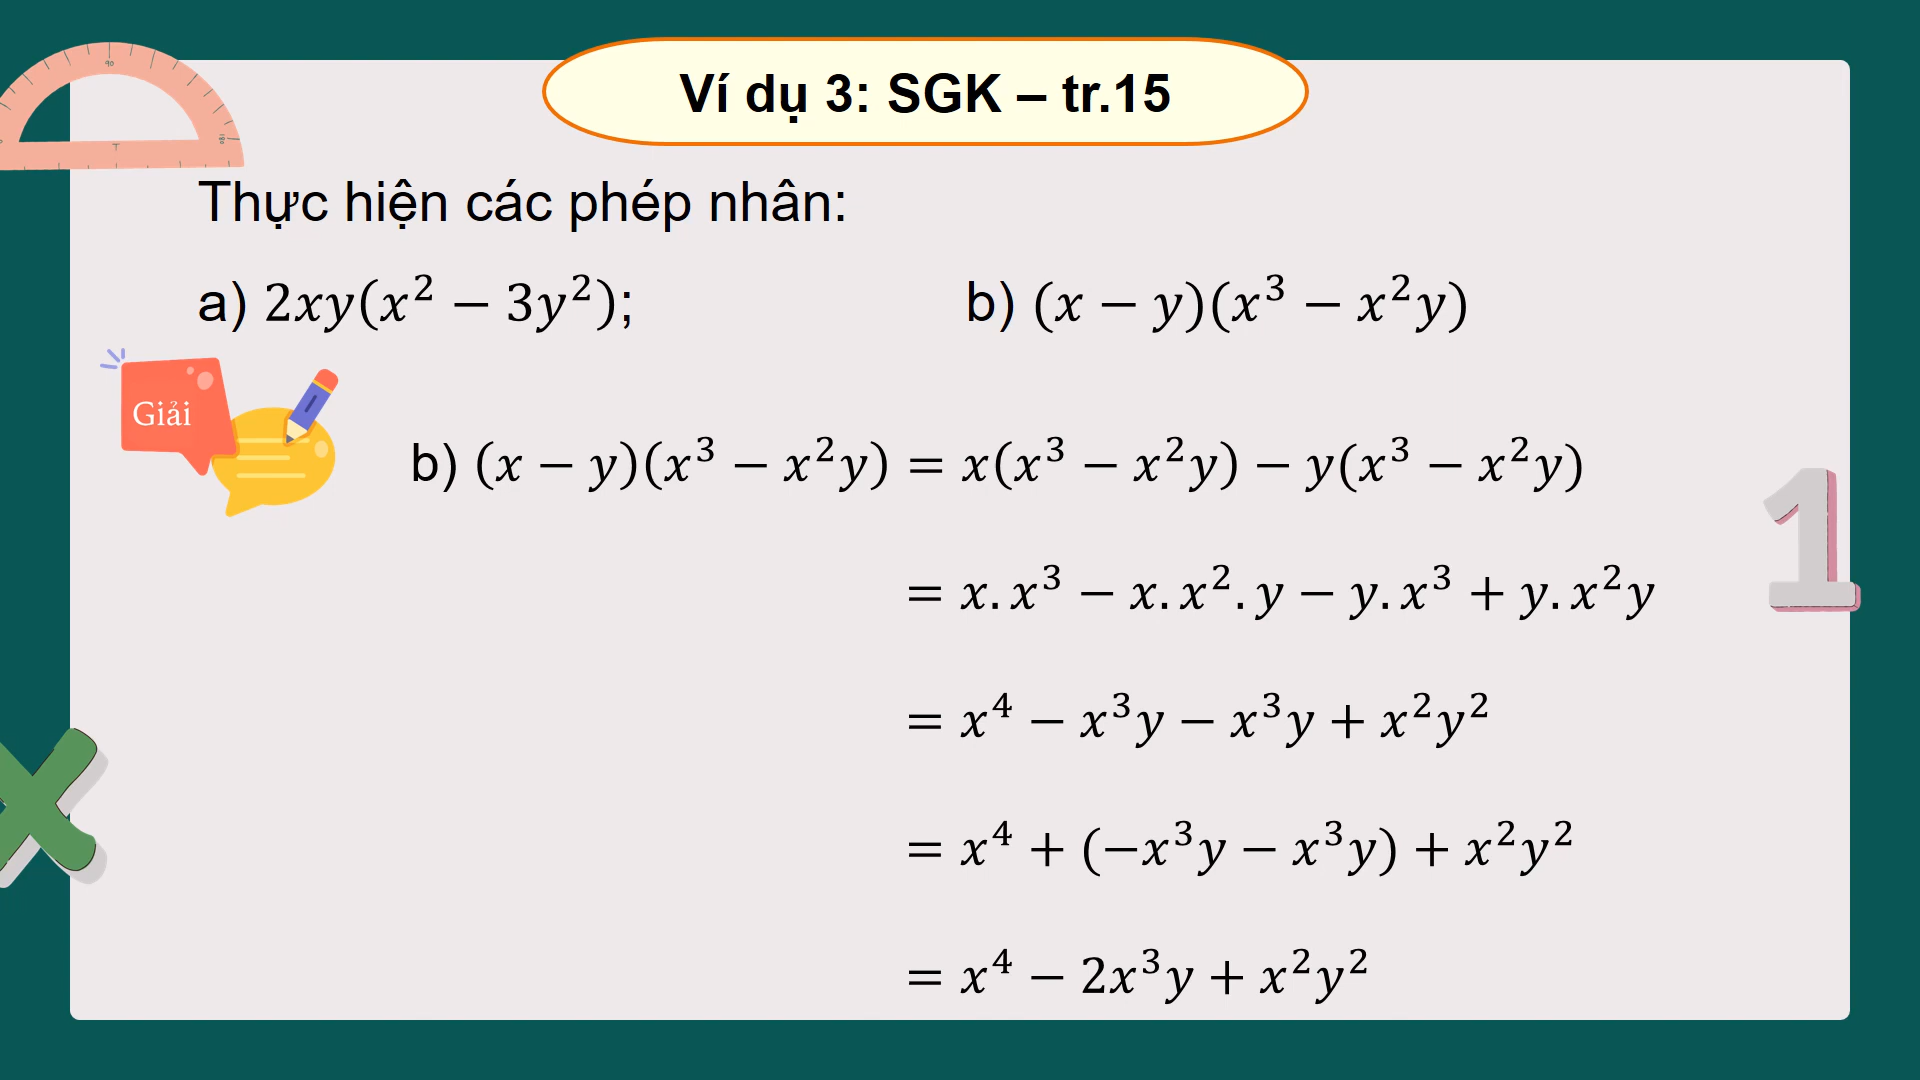 Ví dụ 3: SGK – tr.15
Thực hiện các phép nhân:
a) 2xy(x² − 3y²); b) (x − y)(x³ − x²y)
Giải
b) (x − y)(x³ − x²y) = x(x³ − x²y) − y(x³ − x²y)
= x.x³ − x.x².y − y.x³ + y.x²y
= x⁴ − x³y − x³y + x²y²
= x⁴ + (−x³y − x³y) + x²y²
= x⁴ − 2x³y + x²y²
1